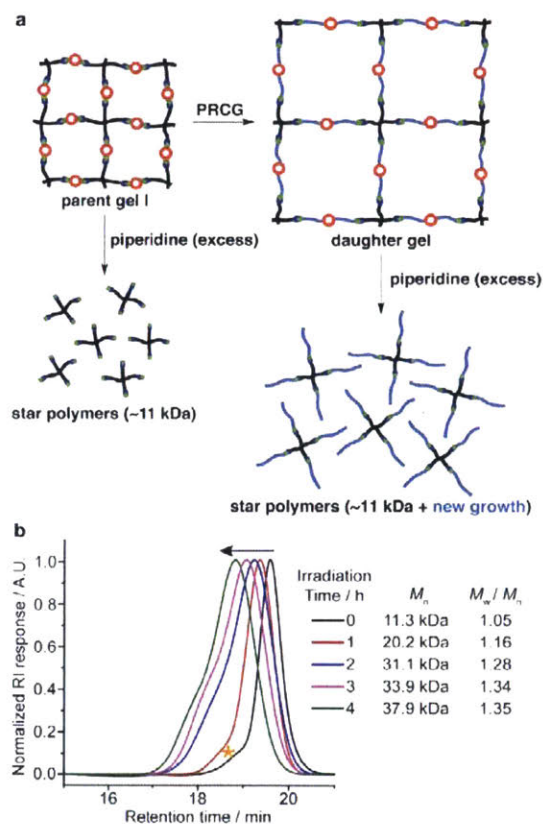 a
PRCG
parent gel I
daughter gel
piperidine (excess)
piperidine (excess)
star polymers (~11 kDa)
star polymers (~11 kDa + new growth)
b
Normalized RI response / A.U.
1.0
0.8
0.6
0.4
0.2
0.0
16
18
20
Retention time / min
Irradiation Time / h Mn Mw / Mn
0 11.3 kDa 1.05
1 20.2 kDa 1.16
2 31.1 kDa 1.28
3 33.9 kDa 1.34
4 37.9 kDa 1.35